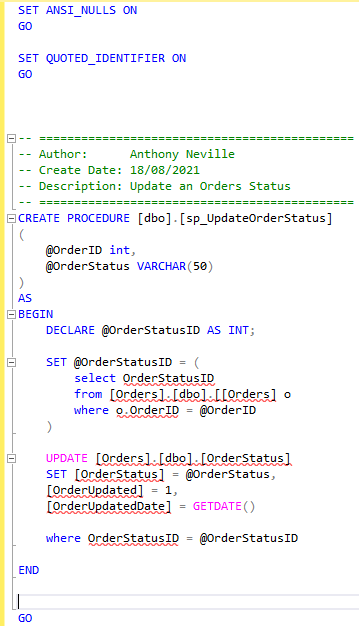 SET ANSI_NULLS ON
GO
SET QUOTED_IDENTIFIER ON
GO
-- =============================================
-- Author:      Anthony Neville
-- Create Date: 18/08/2021
-- Description: Update an Orders Status
-- =============================================
CREATE PROCEDURE [dbo].[sp_UpdateOrderStatus]
(
    @OrderID int,
    @OrderStatus VARCHAR(50)
)
AS
BEGIN
    DECLARE @OrderStatusID AS INT;
    SET @OrderStatusID = (
        select OrderStatusID
        from [Orders].[dbo].[[Orders] o
        where o.OrderID = @OrderID
    )
    UPDATE [Orders].[dbo].[OrderStatus]
    SET [OrderStatus] = @OrderStatus,
    [OrderUpdated] = 1,
    [OrderUpdatedDate] = GETDATE()
    where OrderStatusID = @OrderStatusID
END
GO